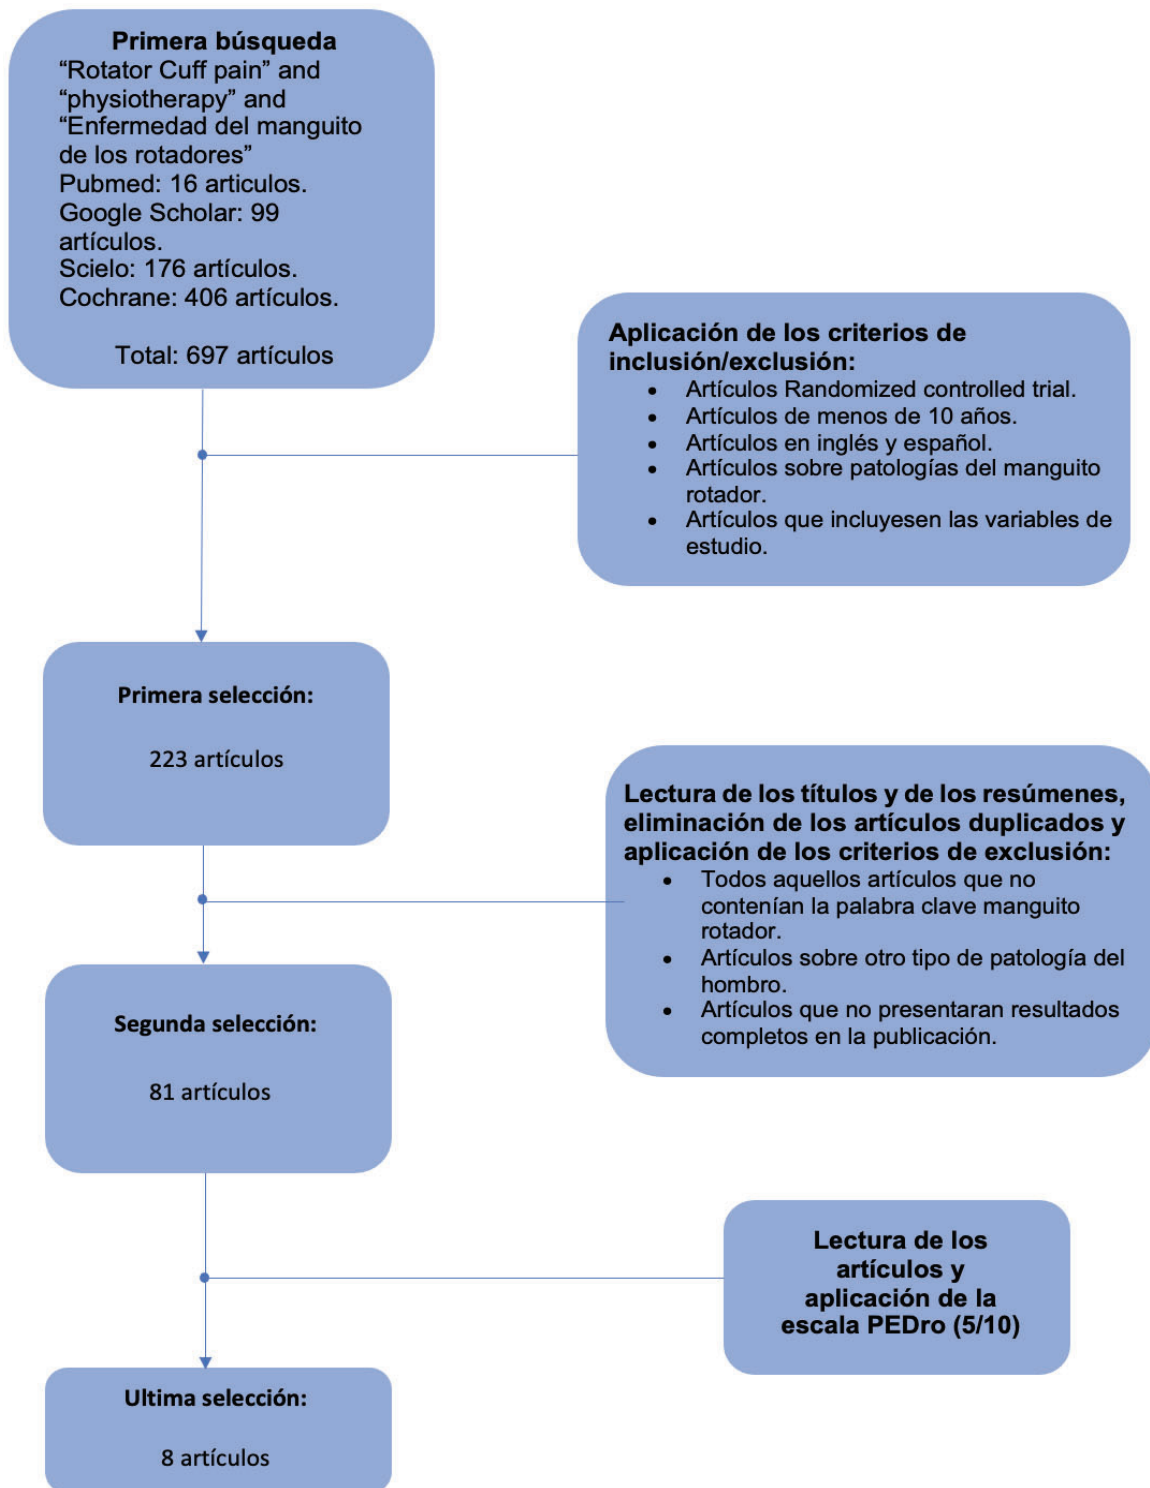 Primera búsqueda
“Rotator Cuff pain” and
“physiotherapy” and
“Enfermedad del manguito
de los rotadores”
Pubmed: 16 articulos.
Google Scholar: 99
artículos.
Scielo: 176 artículos.
Cochrane: 406 artículos.
Total: 697 artículos
Aplicación de los criterios de
inclusión/exclusión:
• Artículos Randomized controlled trial.
• Artículos de menos de 10 años.
• Artículos en inglés y español.
• Artículos sobre patologías del manguito
rotador.
• Artículos que incluyesen las variables de
estudio.
Primera selección:
223 artículos
Lectura de los títulos y de los resúmenes,
eliminación de los artículos duplicados y
aplicación de los criterios de exclusión:
• Todos aquellos artículos que no
contenían la palabra clave manguito
rotador.
• Artículos sobre otro tipo de patología del
hombro.
• Artículos que no presentaran resultados
completos en la publicación.
Segunda selección:
81 artículos
Lectura de los
artículos y
aplicación de la
escala PEDro (5/10)
Ultima selección:
8 artículos